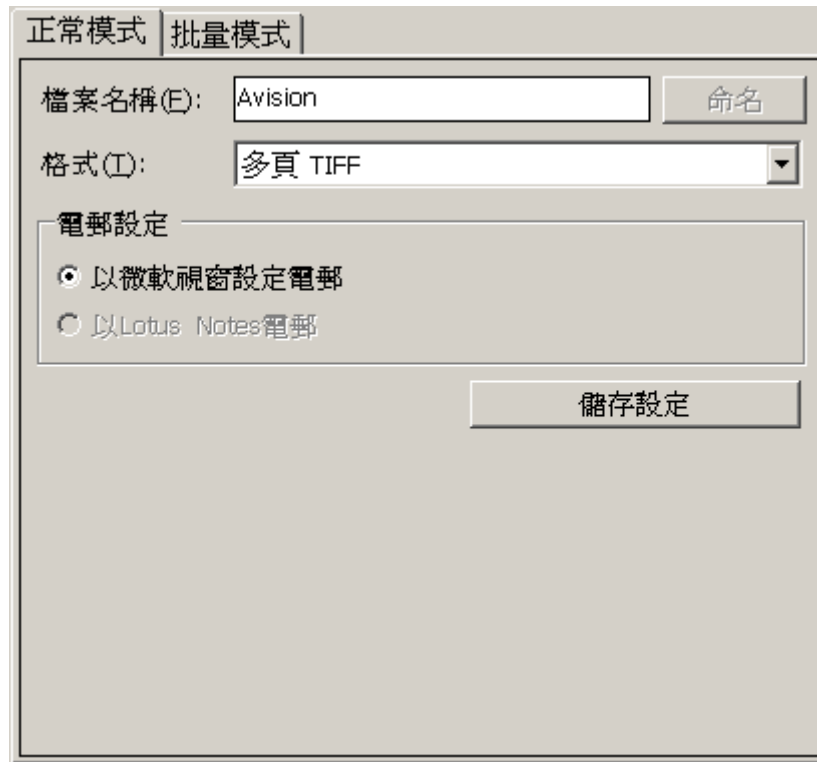 正常模式 批量模式
檔案名稱(F): Avision 命名
格式(T): 多頁 TIFF
電郵設定
以微軟視窗設定電郵
以Lotus Notes電郵
儲存設定